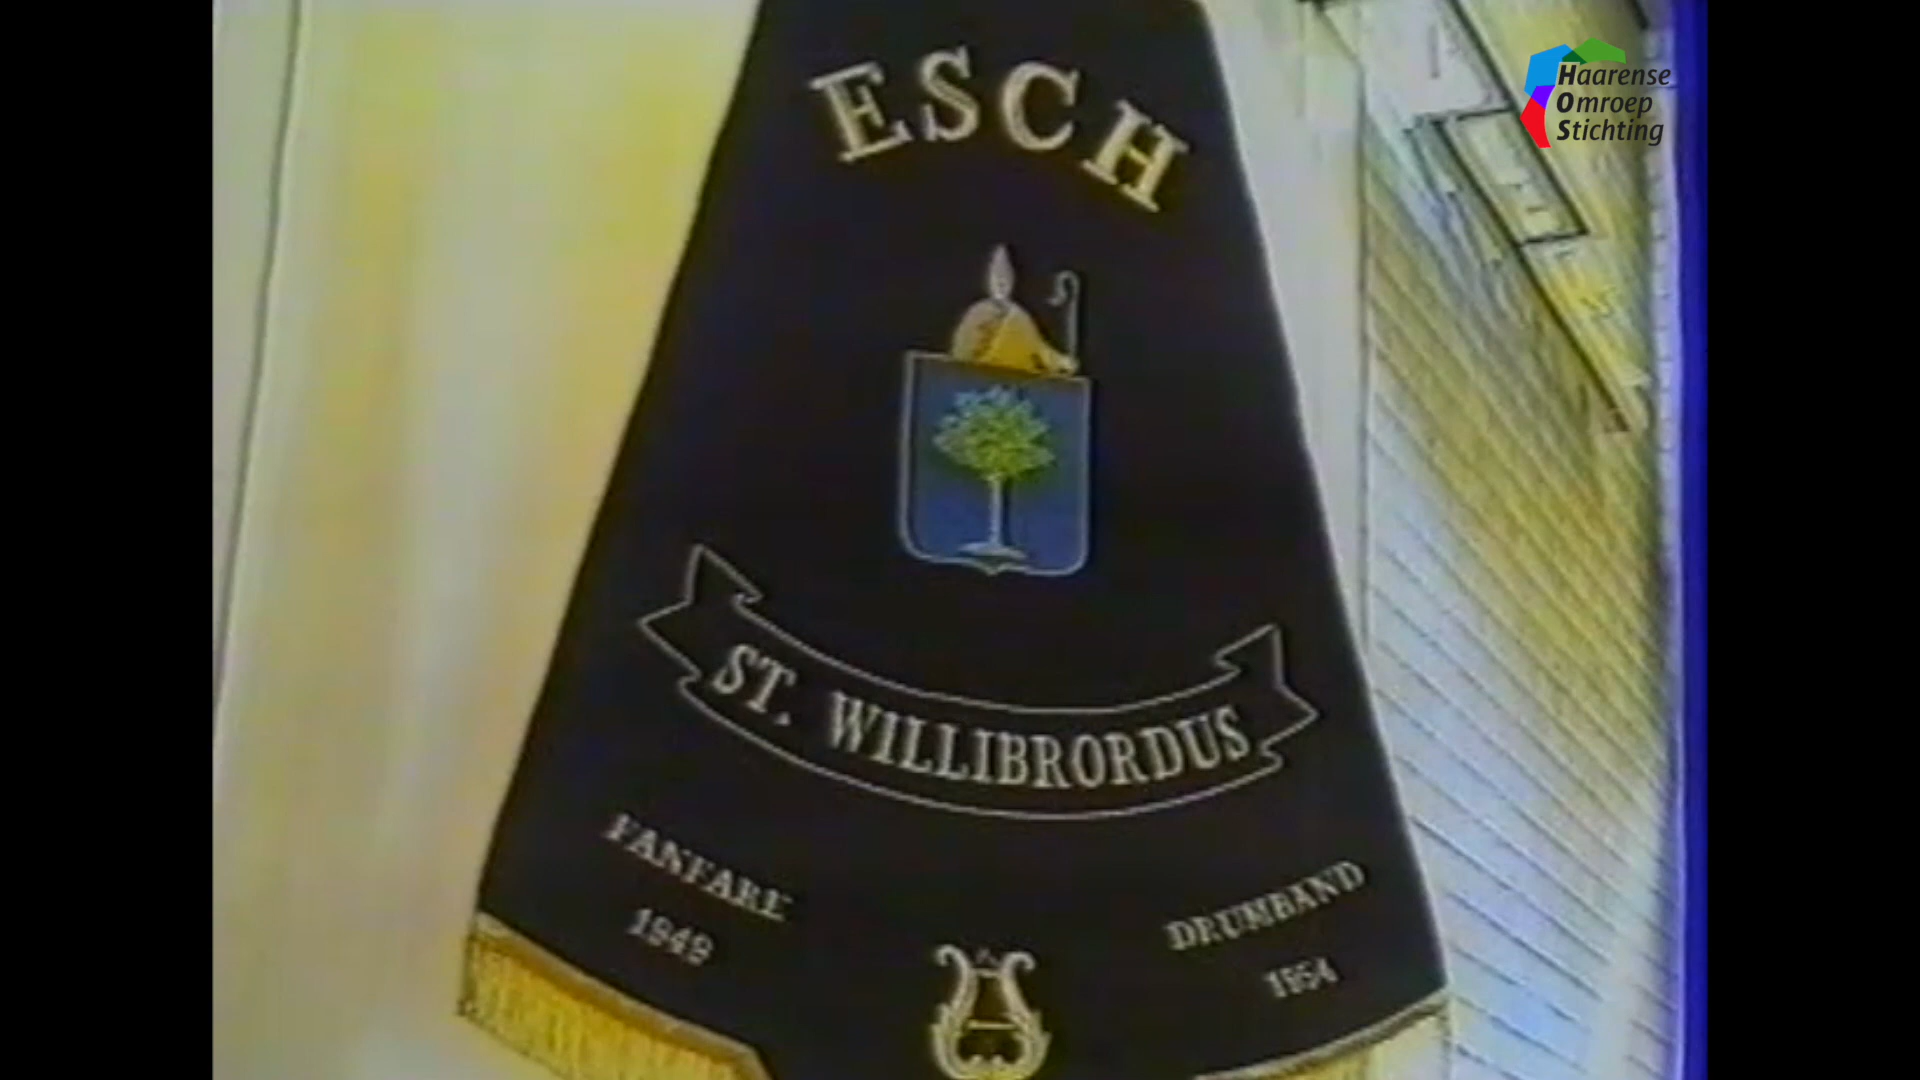 ESCH
ST. WILLIBRORDUS
FANFARE
1949
DRUMBAND
1954
Haarense
Omroep
Stichting